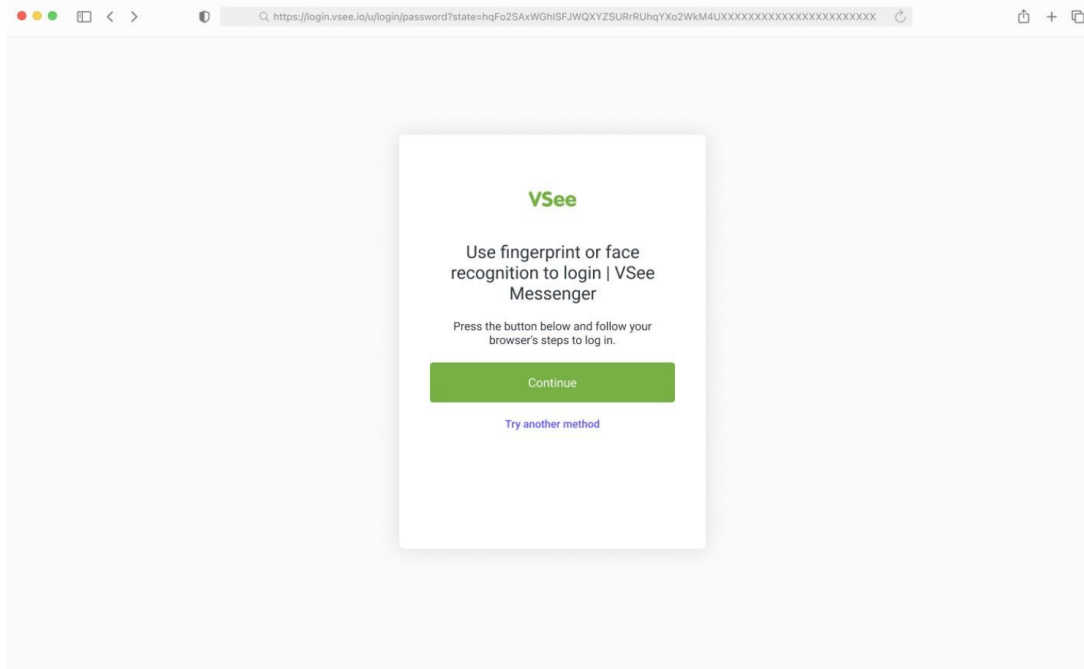 https://login.vsee.io/u/login/password?state=hqFo2SAxWGhlSFJWQXYZSURrRUhqYXo2WkM4UXXXXXXXXXXXXXXXXXXXXXXX
VSee
Use fingerprint or face
recognition to login | VSee
Messenger
Press the button below and follow your
browser's steps to log in.
Continue
Try another method